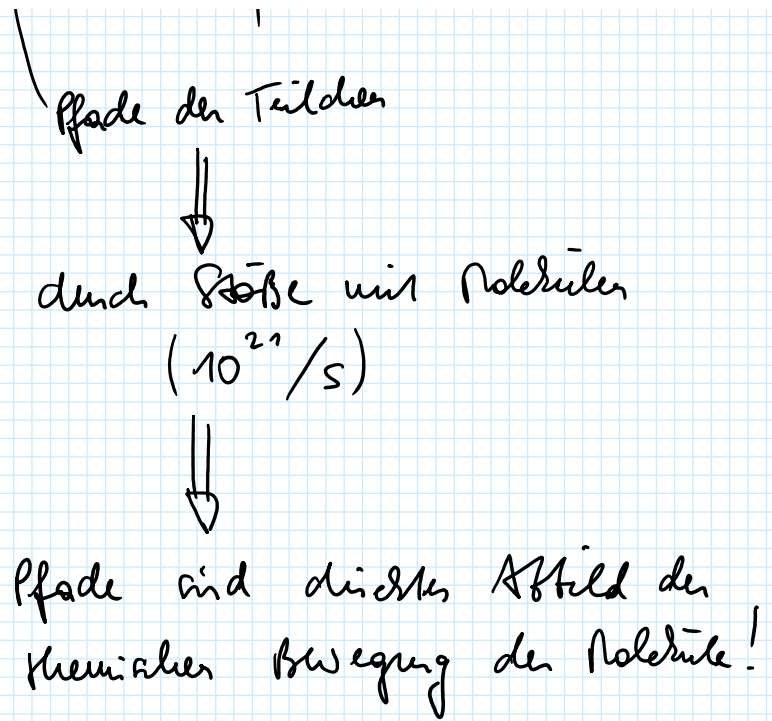 Pfade der Teilchen
durch Stöße mit Molekülen
(10²¹/s)
Pfade sind direktes Abbild der
thermischen Bewegung der Moleküle!